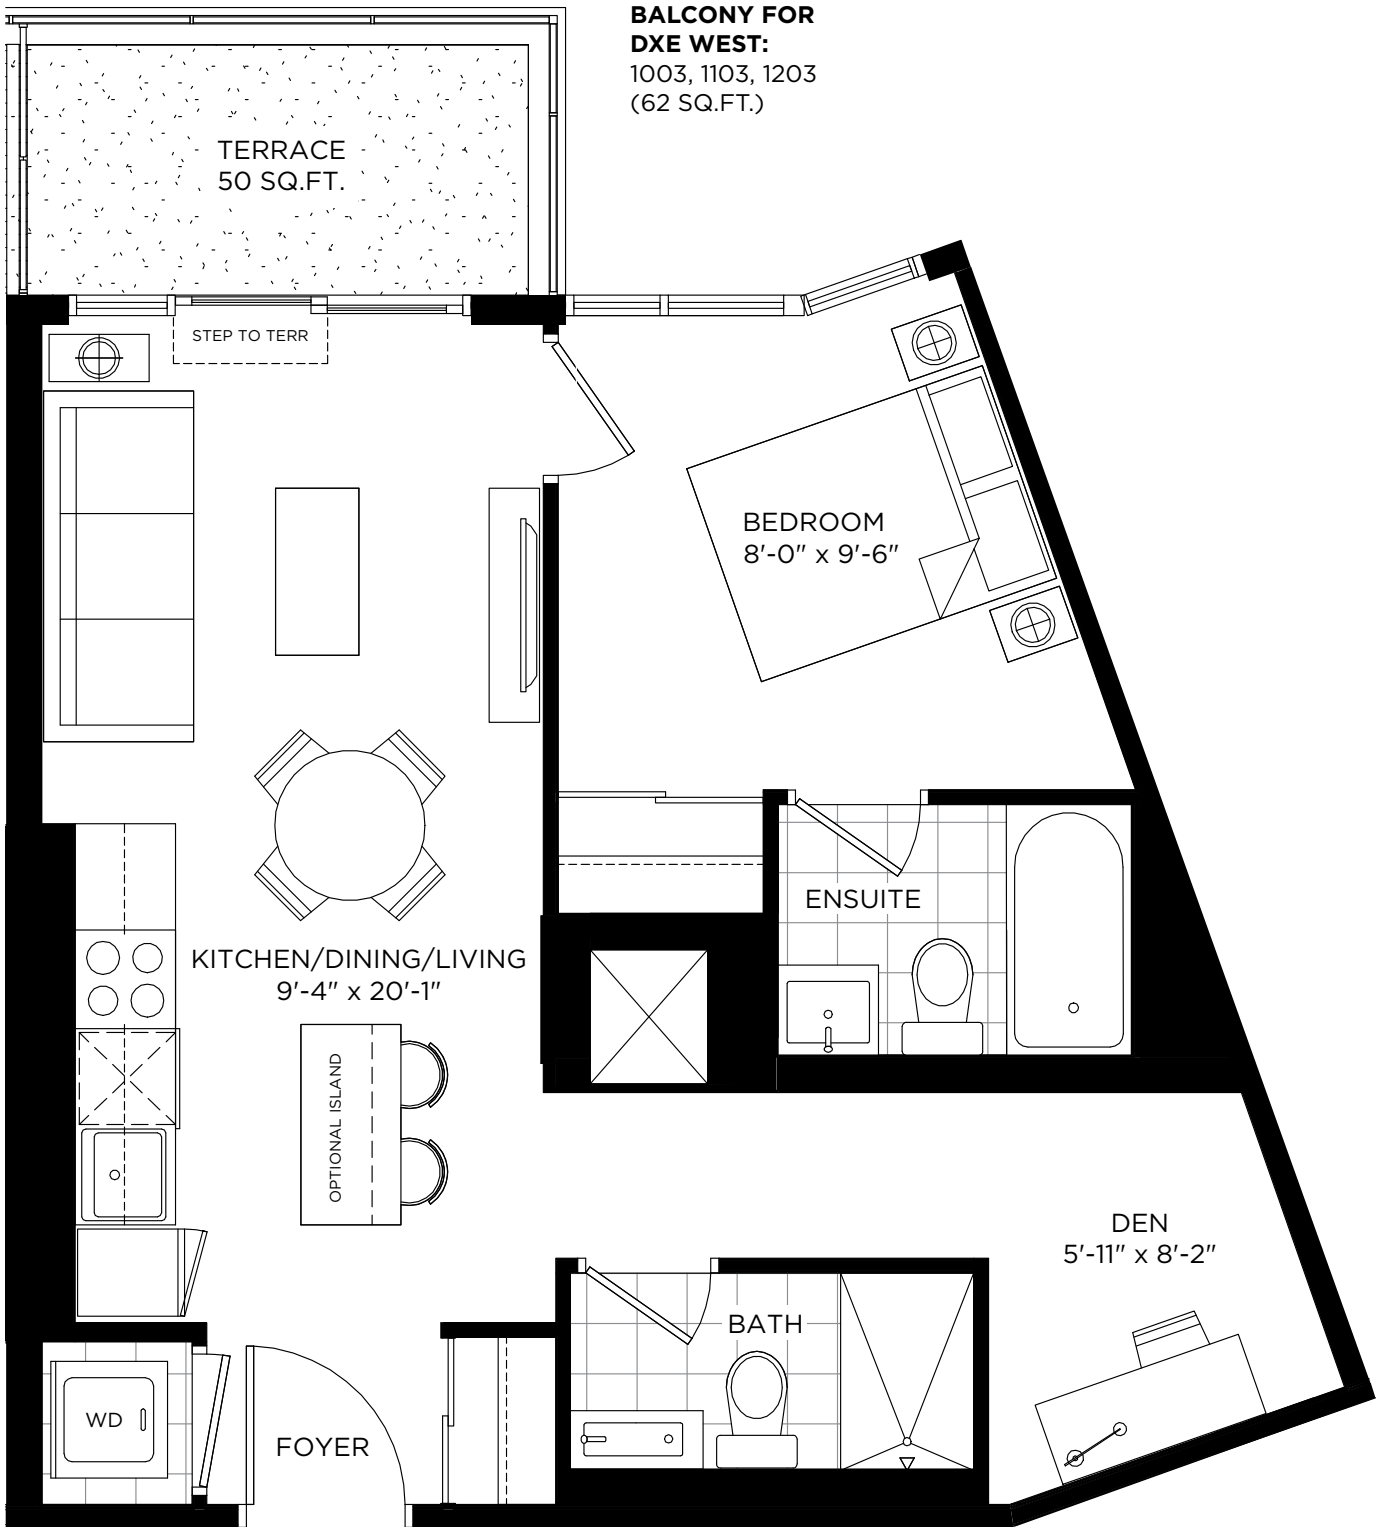 BALCONY FOR
DXE WEST:
1003, 1103, 1203
(62 SQ.FT.)
TERRACE
50 SQ.FT.
STEP TO TERR
BEDROOM
8'-0" x 9'-6"
ENSUITE
KITCHEN/DINING/LIVING
9'-4" x 20'-1"
OPTIONAL ISLAND
DEN
5'-11" x 8'-2"
BATH
WD
FOYER